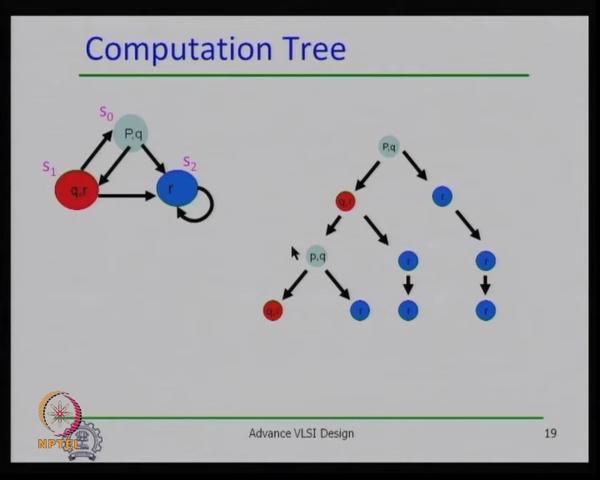 Computation Tree
S0
P,q
S1
S2
q,r
r
P,q
q,r
r
p,q
r
r
q,r
r
r
r
NPTEL
Advance VLSI Design
19